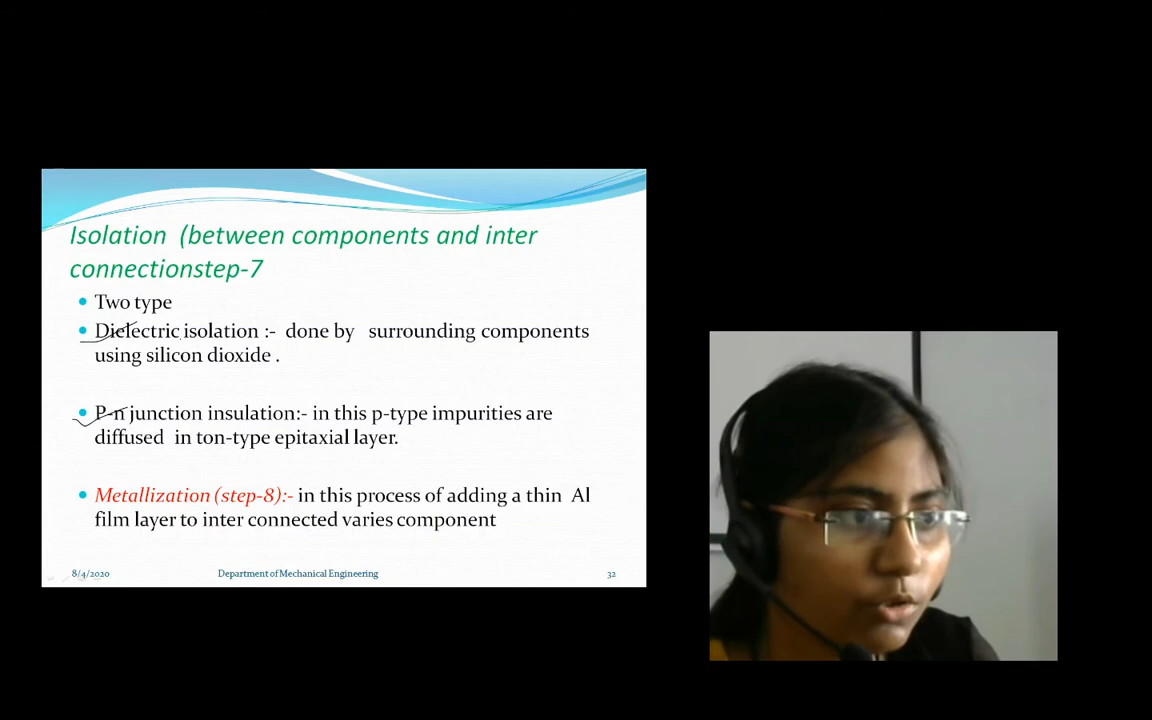 Isolation (between components and inter
connectionstep-7
Two type
Dielectric isolation :- done by surrounding components
using silicon dioxide .
P-n junction insulation:- in this p-type impurities are
diffused in ton-type epitaxial layer.
Metallization (step-8):- in this process of adding a thin Al
film layer to inter connected varies component
8/4/2020 Department of Mechanical Engineering 32